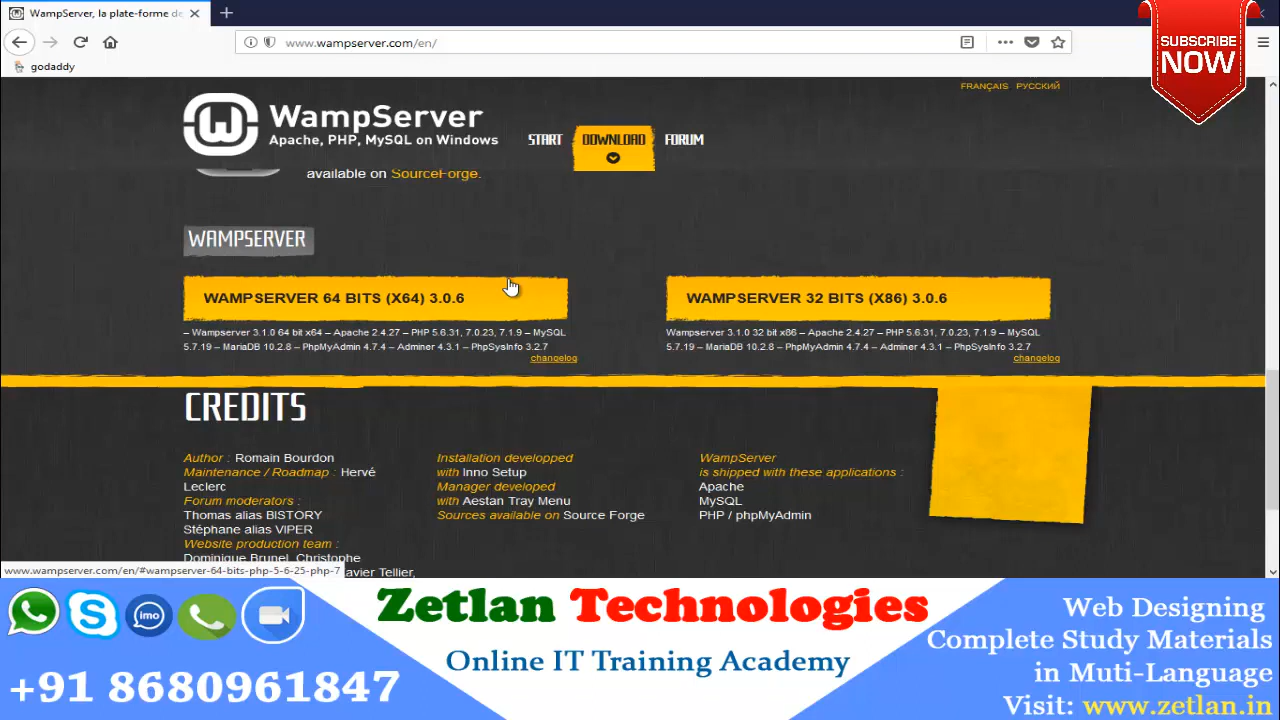 WampServer, la plate-forme de
www.wampserver.com/en/
godaddy
SUBSCRIBE
NOW
FRANÇAIS РУССКИЙ
WampServer
Apache, PHP, MySQL on Windows
START DOWNLOAD FORUM
available on SourceForge.
WAMPSERVER
WAMPSERVER 64 BITS (X64) 3.0.6
– Wampserver 3.1.0 64 bit x64 – Apache 2.4.27 – PHP 5.6.31, 7.0.23, 7.1.9 – MySQL
5.7.19 – MariaDB 10.2.8 – PhpMyAdmin 4.7.4 – Adminer 4.3.1 – PhpSysInfo 3.2.7
changelog
WAMPSERVER 32 BITS (X86) 3.0.6
Wampserver 3.1.0 32 bit x86 – Apache 2.4.27 – PHP 5.6.31, 7.0.23, 7.1.9 – MySQL
5.7.19 – MariaDB 10.2.8 – PhpMyAdmin 4.7.4 – Adminer 4.3.1 – PhpSysInfo 3.2.7
changelog
CREDITS
Author : Romain Bourdon
Maintenance / Roadmap : Hervé
Leclerc
Forum moderators :
Thomas alias BISTORY
Stéphane alias VIPER
Website production team :
Dominique Brunel, Christophe
avier Tellier,
Installation developped
with Inno Setup
Manager developed
with Aestan Tray Menu
Sources available on Source Forge
WampServer
is shipped with these applications :
Apache
MySQL
PHP / phpMyAdmin
www.wampserver.com/en/#wampserver-64-bits-php-5-6-25-php-7
imo
+91 8680961847
Zetlan Technologies
Online IT Training Academy
Web Designing
Complete Study Materials
in Muti-Language
Visit: www.zetlan.in